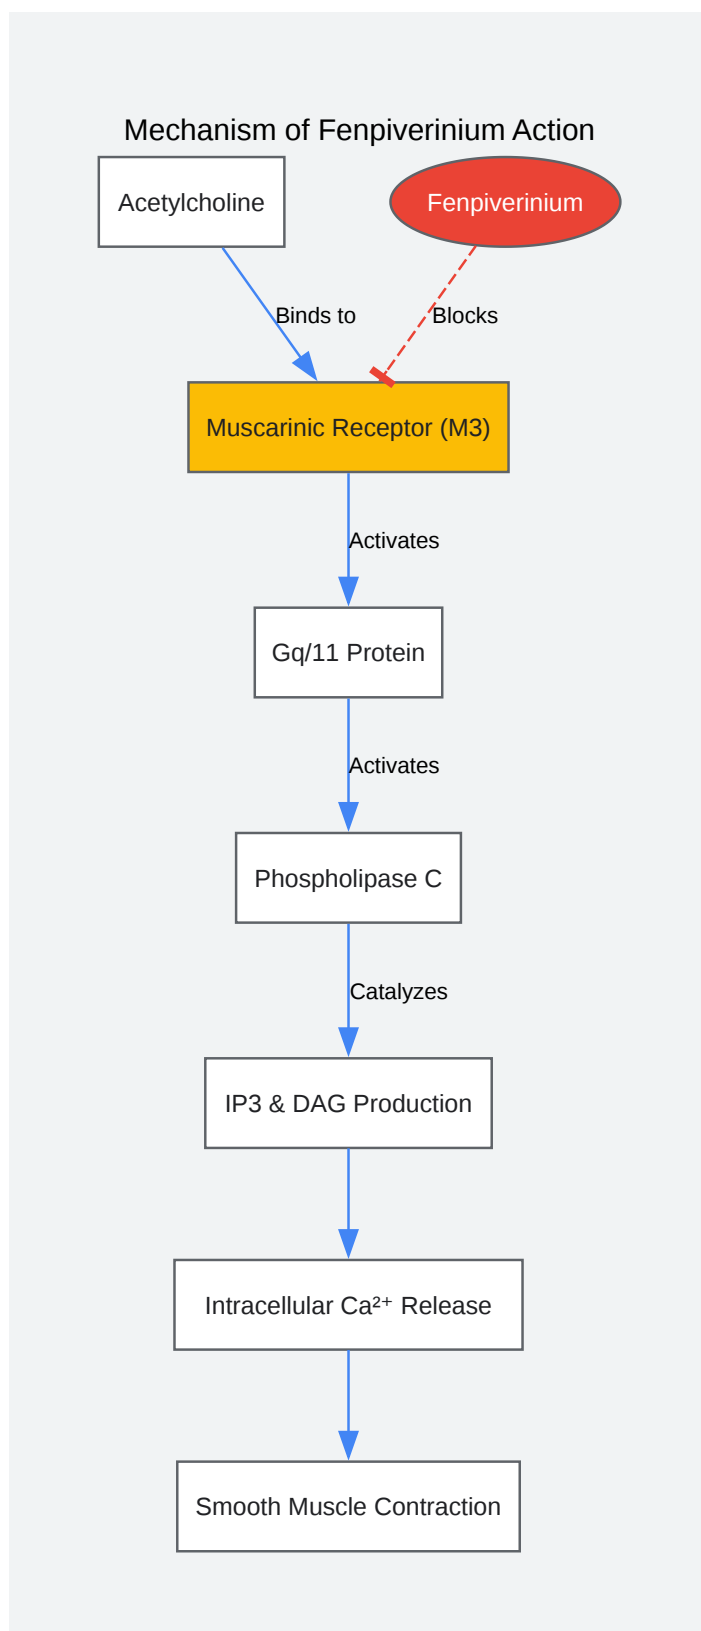 Mechanism of Fenpiverinium Action
Acetylcholine
Fenpiverinium
Binds to
Blocks
Muscarinic Receptor (M3)
Activates
Gq/11 Protein
Activates
Phospholipase C
Catalyzes
IP3 & DAG Production
Intracellular Ca²⁺ Release
Smooth Muscle Contraction